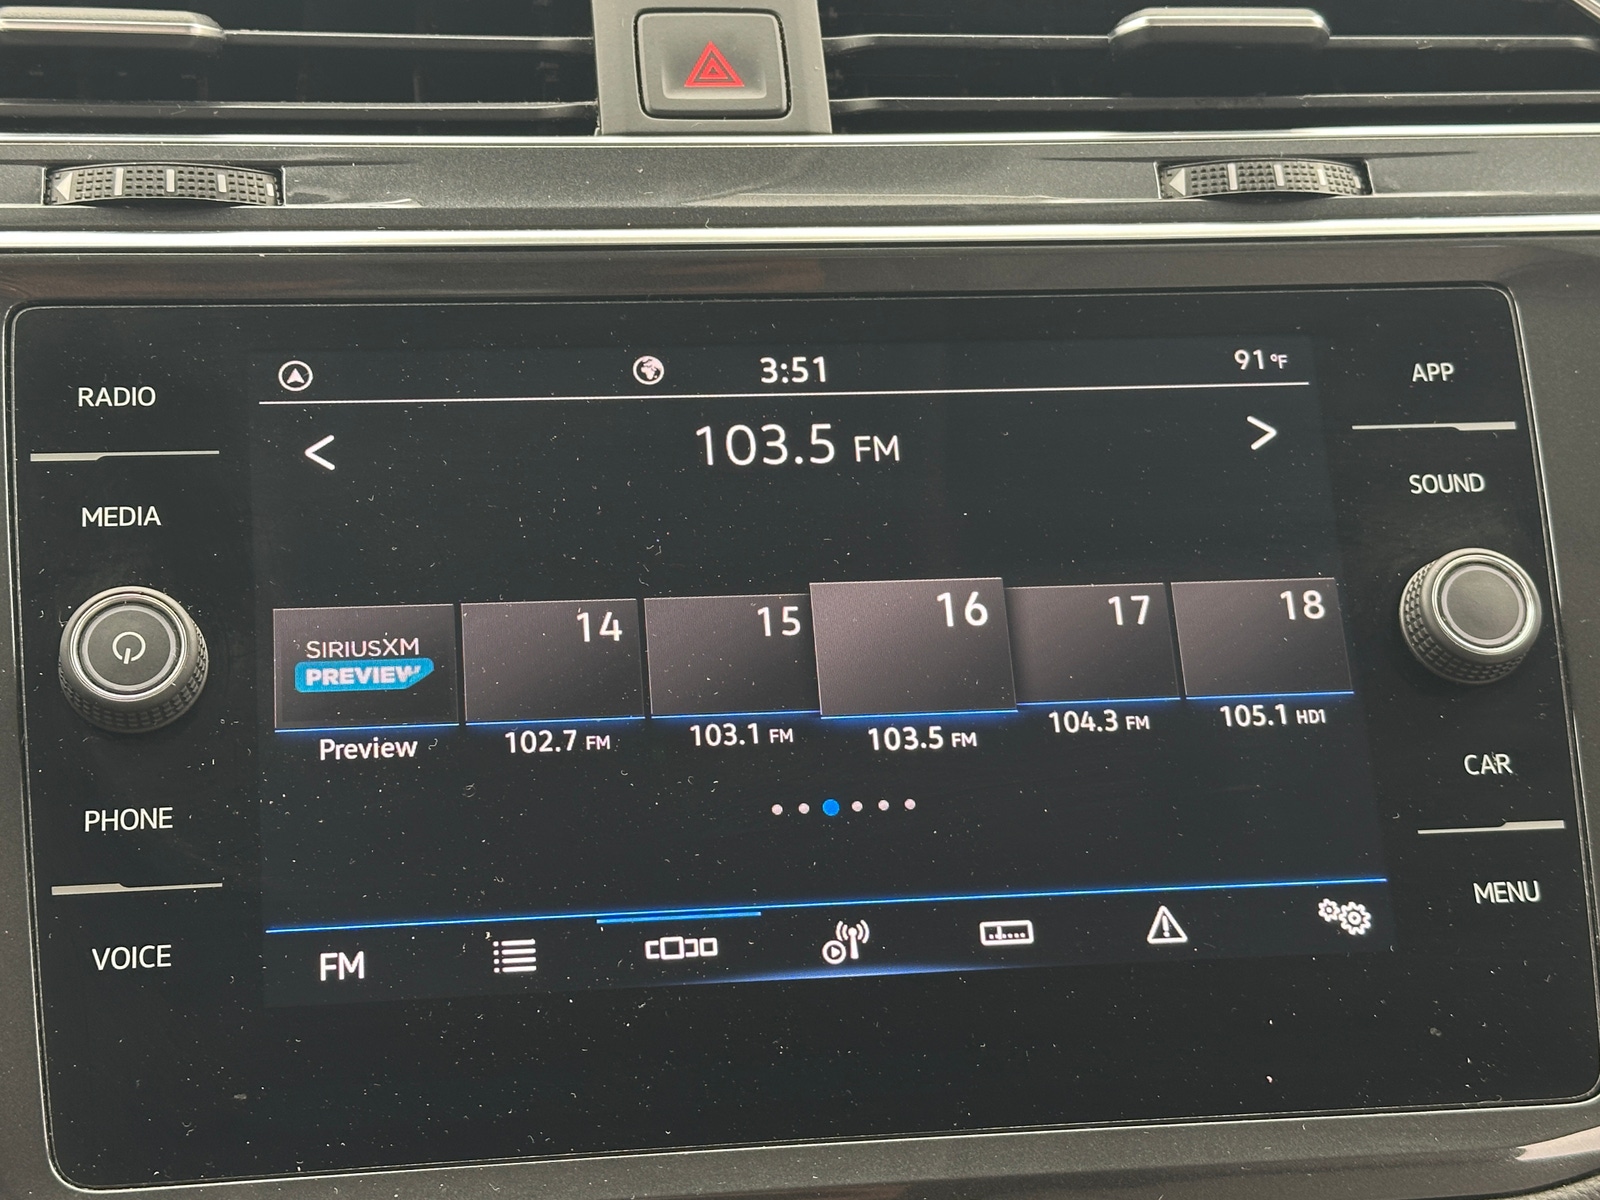 RADIO
MEDIA
PHONE
VOICE
3:51
91 °F
103.5 FM
<
>
SIRIUSXM
PREVIEW
Preview
14
102.7 FM
15
103.1 FM
16
103.5 FM
17
104.3 FM
18
105.1 HD1
FM
APP
SOUND
CAR
MENU